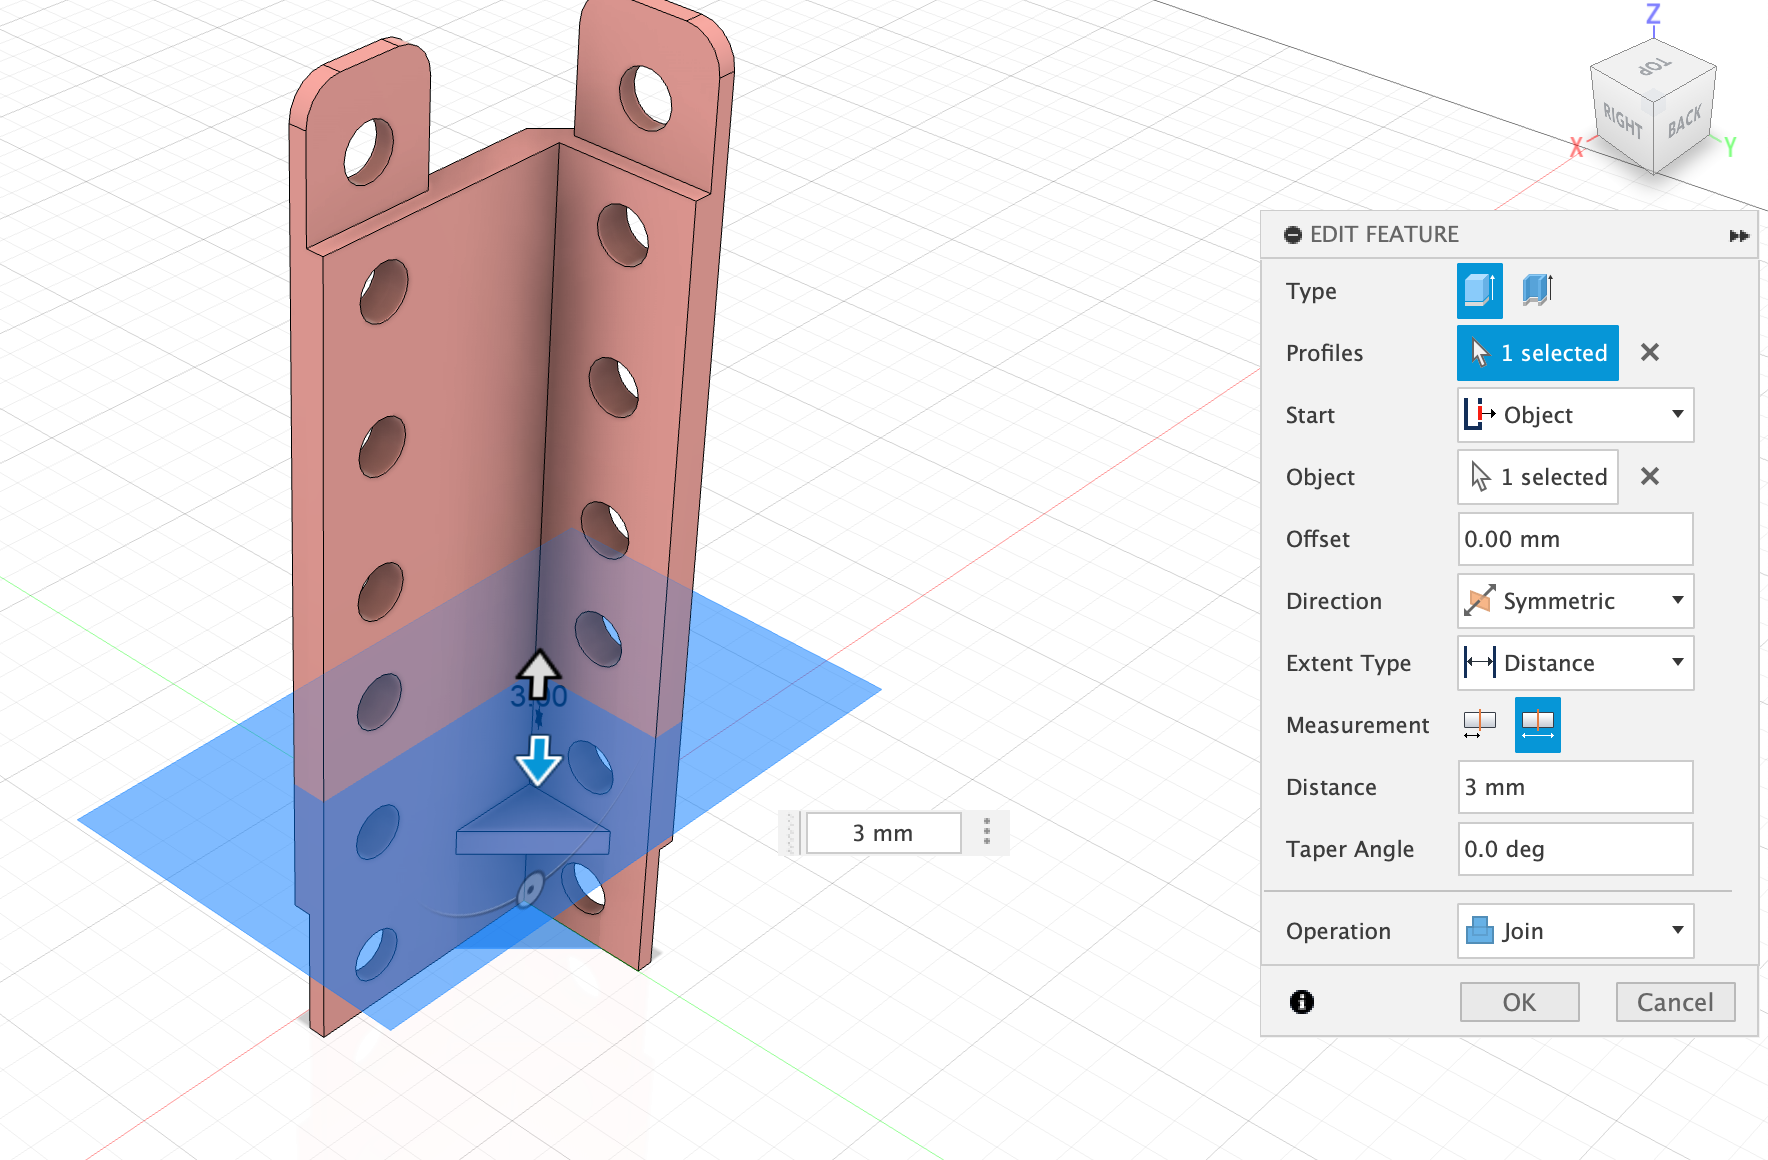 Z
TOP
RIGHT
BACK
X
Y
EDIT FEATURE
Type
Profiles 1 selected
Start Object
Object 1 selected
Offset 0.00 mm
Direction Symmetric
Extent Type Distance
Measurement
Distance 3 mm
Taper Angle 0.0 deg
Operation Join
OK Cancel
3.00
3 mm